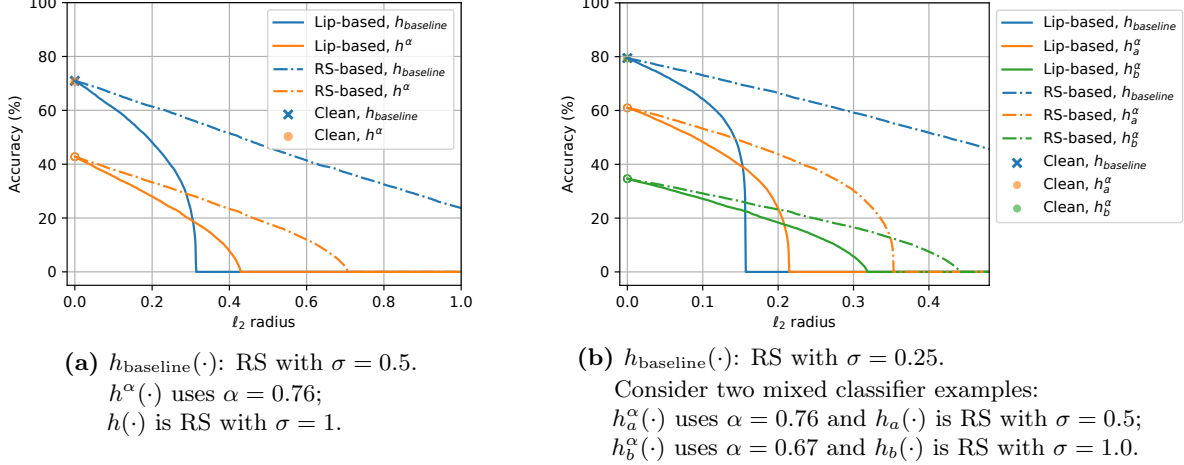 100
80
60
40
20
0
Accuracy (%)
0.0 0.2 0.4 0.6 0.8 1.0
ℓ₂ radius
Lip-based, h_baseline
Lip-based, h^α
RS-based, h_baseline
RS-based, h^α
Clean, h_baseline
Clean, h^α
(a) h_baseline(·): RS with σ = 0.5.
h^α(·) uses α = 0.76;
h(·) is RS with σ = 1.
100
80
60
40
20
0
Accuracy (%)
0.0 0.1 0.2 0.3 0.4
ℓ₂ radius
Lip-based, h_baseline
Lip-based, h_a^α
Lip-based, h_b^α
RS-based, h_baseline
RS-based, h_a^α
RS-based, h_b^α
Clean, h_baseline
Clean, h_a^α
Clean, h_b^α
(b) h_baseline(·): RS with σ = 0.25.
Consider two mixed classifier examples:
h_a^α(·) uses α = 0.76 and h_a(·) is RS with σ = 0.5;
h_b^α(·) uses α = 0.67 and h_b(·) is RS with σ = 1.0.